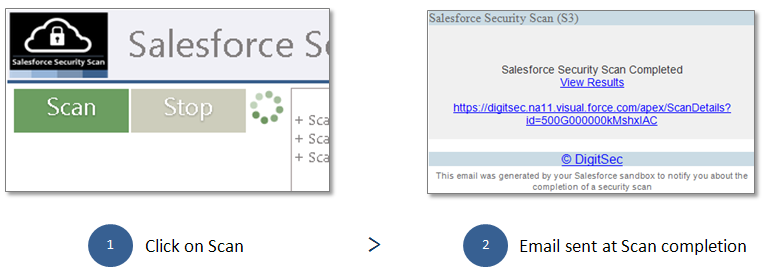 Salesforce Security Scan
Salesforce S
Scan
Stop
+ Sca
+ Sca
+ Sca
Salesforce Security Scan (S3)
Salesforce Security Scan Completed
View Results
https://digitsec.na11.visual.force.com/apex/ScanDetails?
id=500G000000kMshxIAC
© DigitSec
This email was generated by your Salesforce sandbox to notify you about the
completion of a security scan
1 Click on Scan
>
2 Email sent at Scan completion